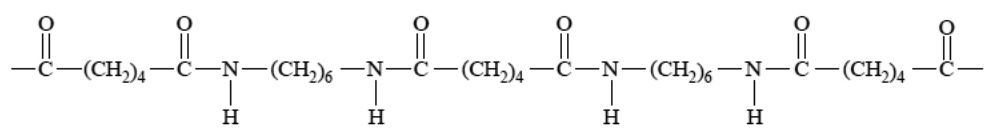 O O O O O O
—C—(CH₂)₄—C—N—(CH₂)₆—N—C—(CH₂)₄—C—N—(CH₂)₆—N—C—(CH₂)₄—C—
H H H H